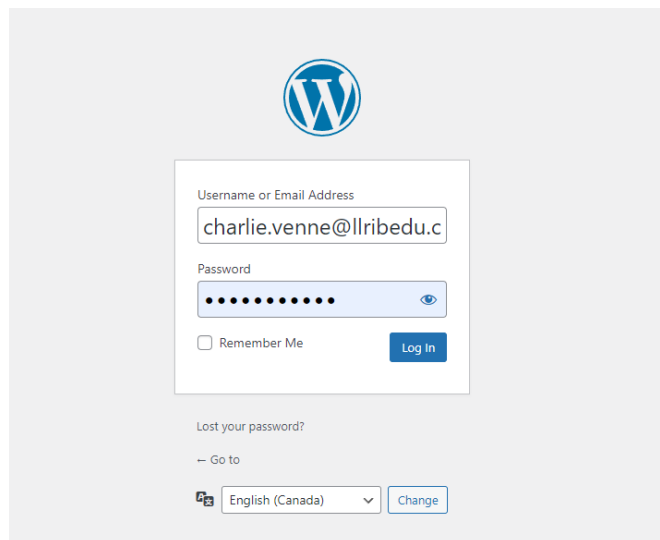 Username or Email Address
charlie.venne@llribedu.c
Password
Remember Me
Log In
Lost your password?
← Go to
English (Canada)
Change